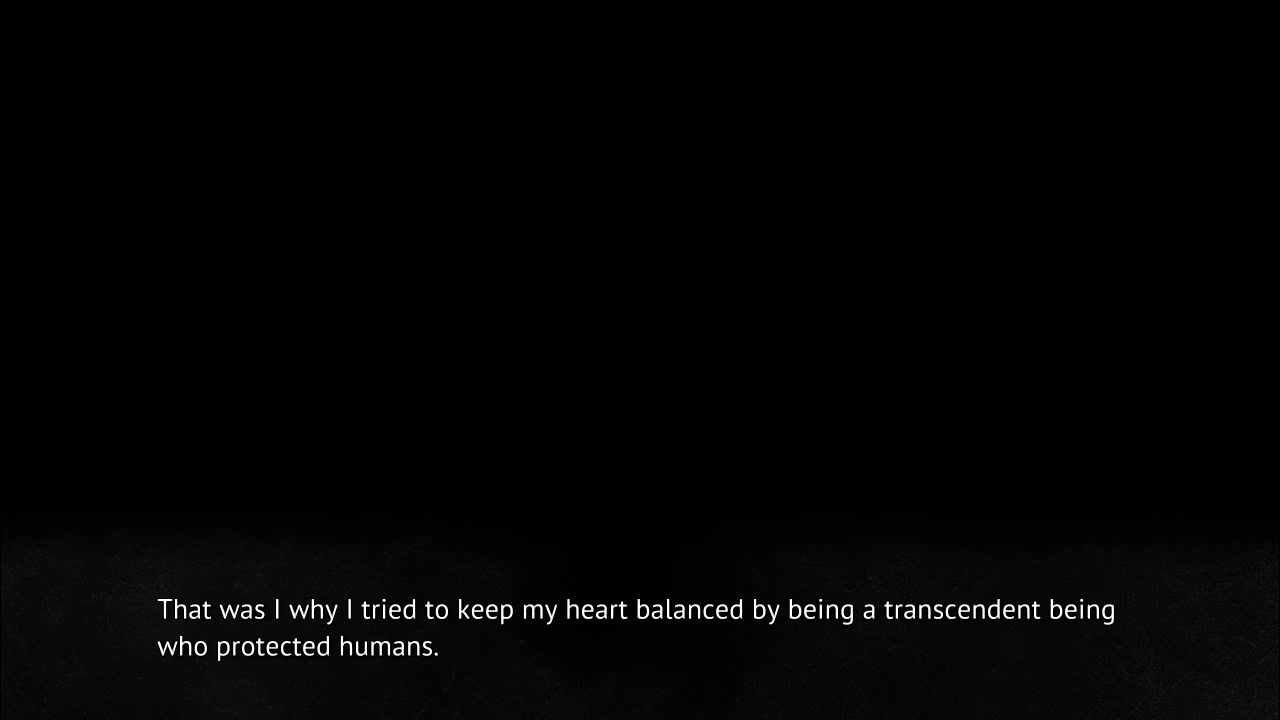 That was I why I tried to keep my heart balanced by being a transcendent being
who protected humans.